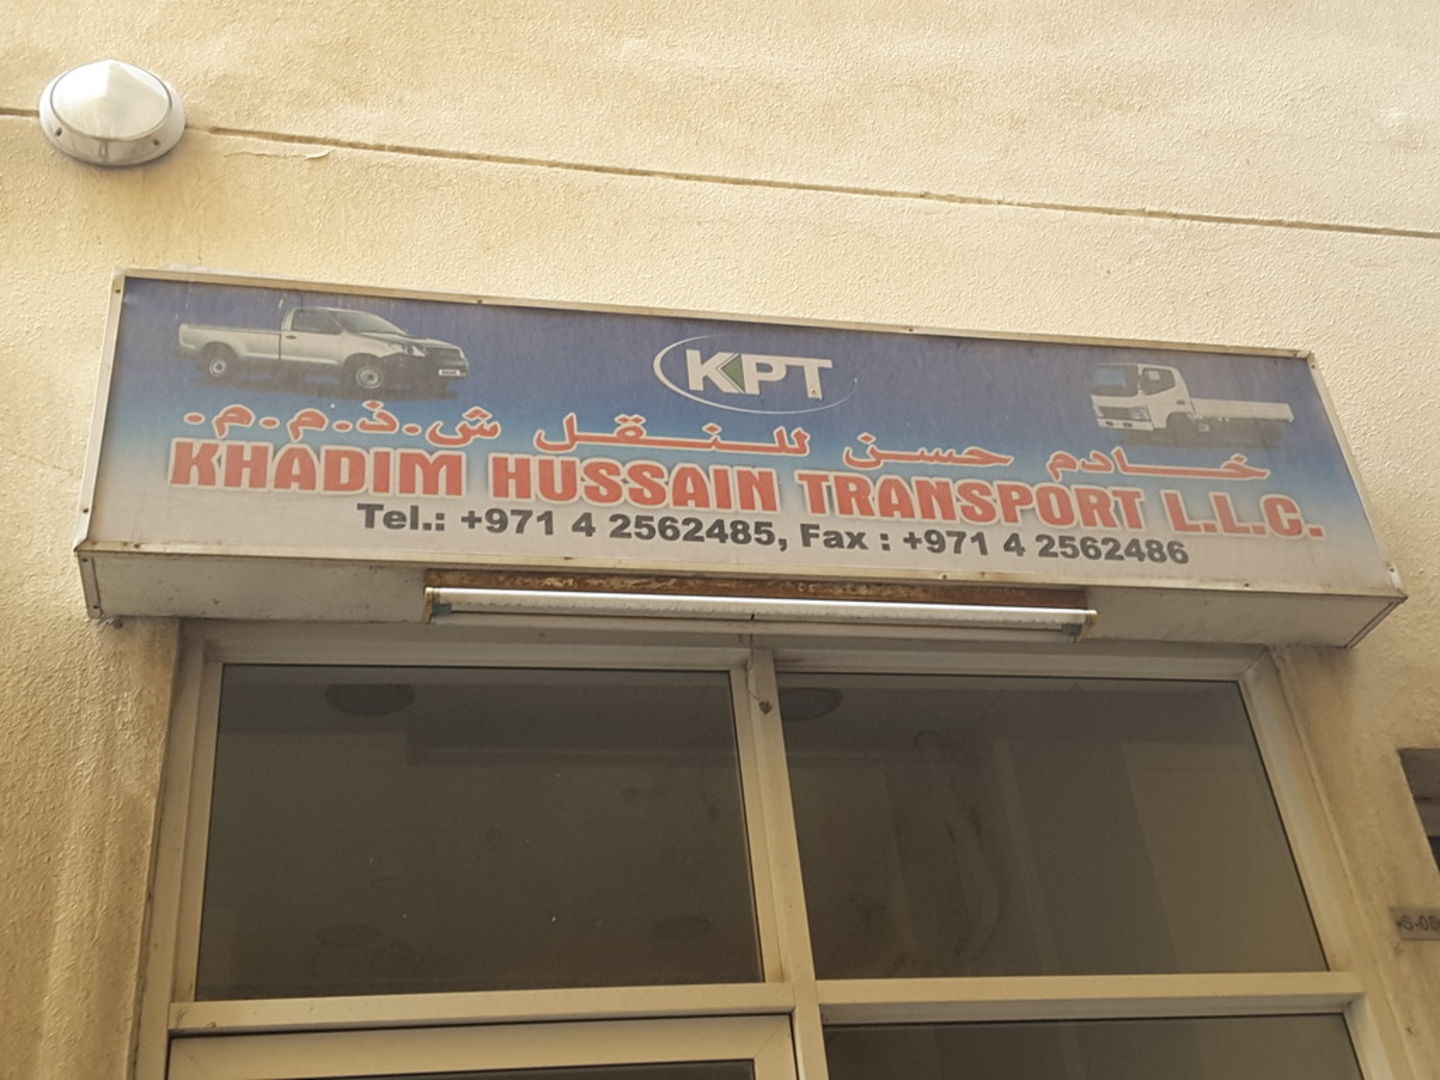 KPT
خادم حسن للنقل ش.ذ.م.م.
KHADIM HUSSAIN TRANSPORT L.L.C.
Tel.: +971 4 2562485, Fax : +971 4 2562486